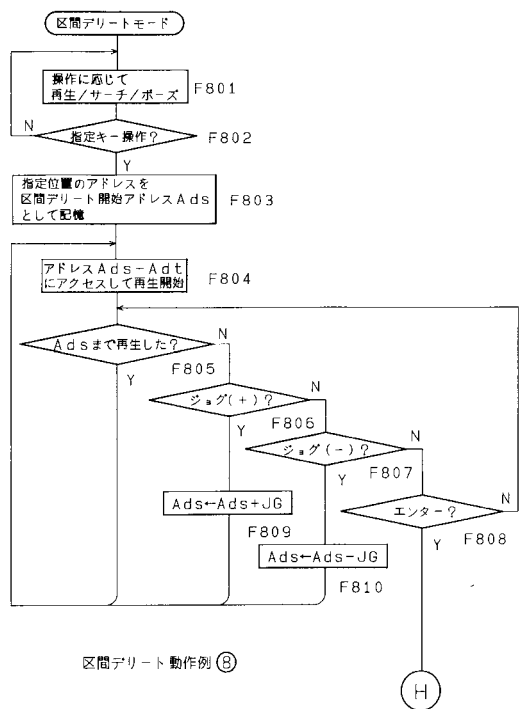 区間デリートモード
操作に応じて
再生/サーチ/ポーズ
F801
N
指定キー操作?
F802
Y
指定位置のアドレスを
区間デリート開始アドレスAds
として記憶
F803
アドレスAds-Adt
にアクセスして再生開始
F804
Adsまで再生した?
N
F805
Y
ジョグ(+)?
N
F806
Y
ジョグ(-)?
N
F807
Y
エンター?
N
F808
Y
Ads←Ads+JG
F809
Ads←Ads-JG
F810
区間デリート動作例⑧
H